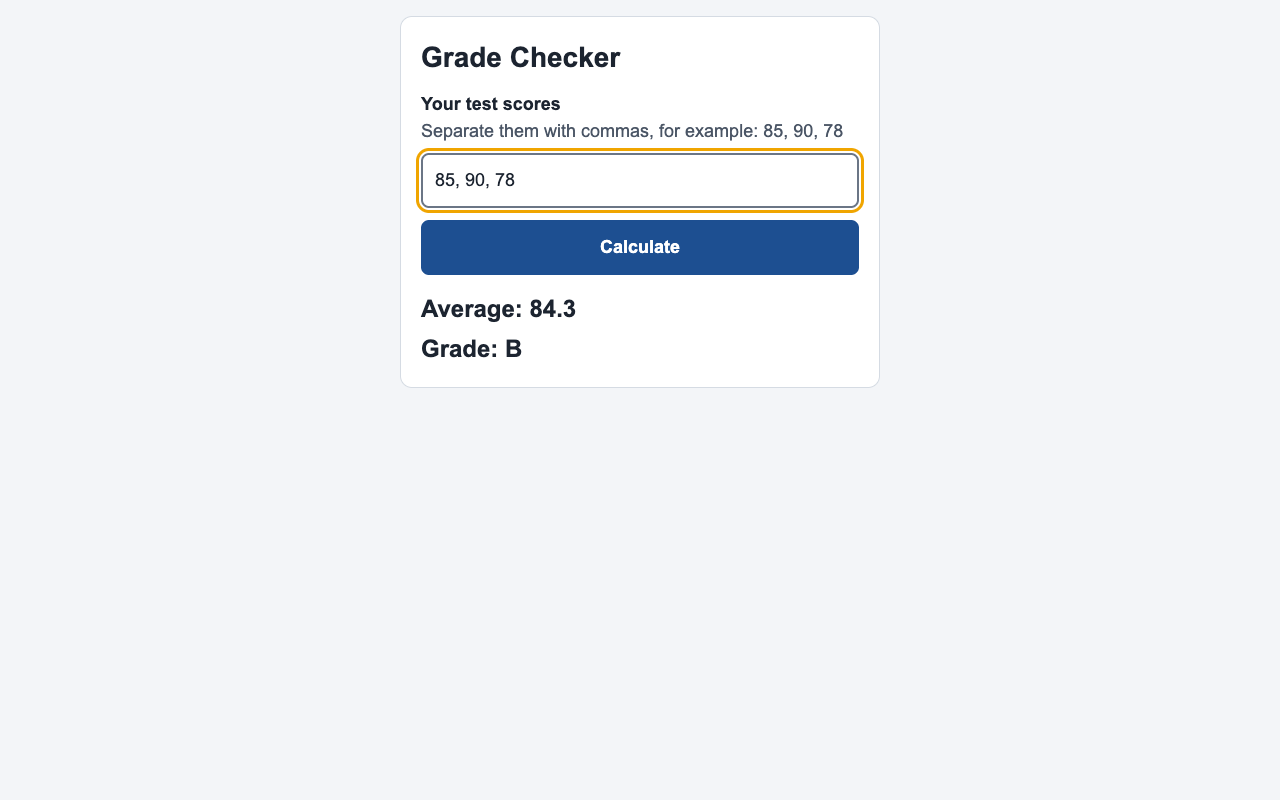 Grade Checker
Your test scores
Separate them with commas, for example: 85, 90, 78
85, 90, 78
Calculate
Average: 84.3
Grade: B